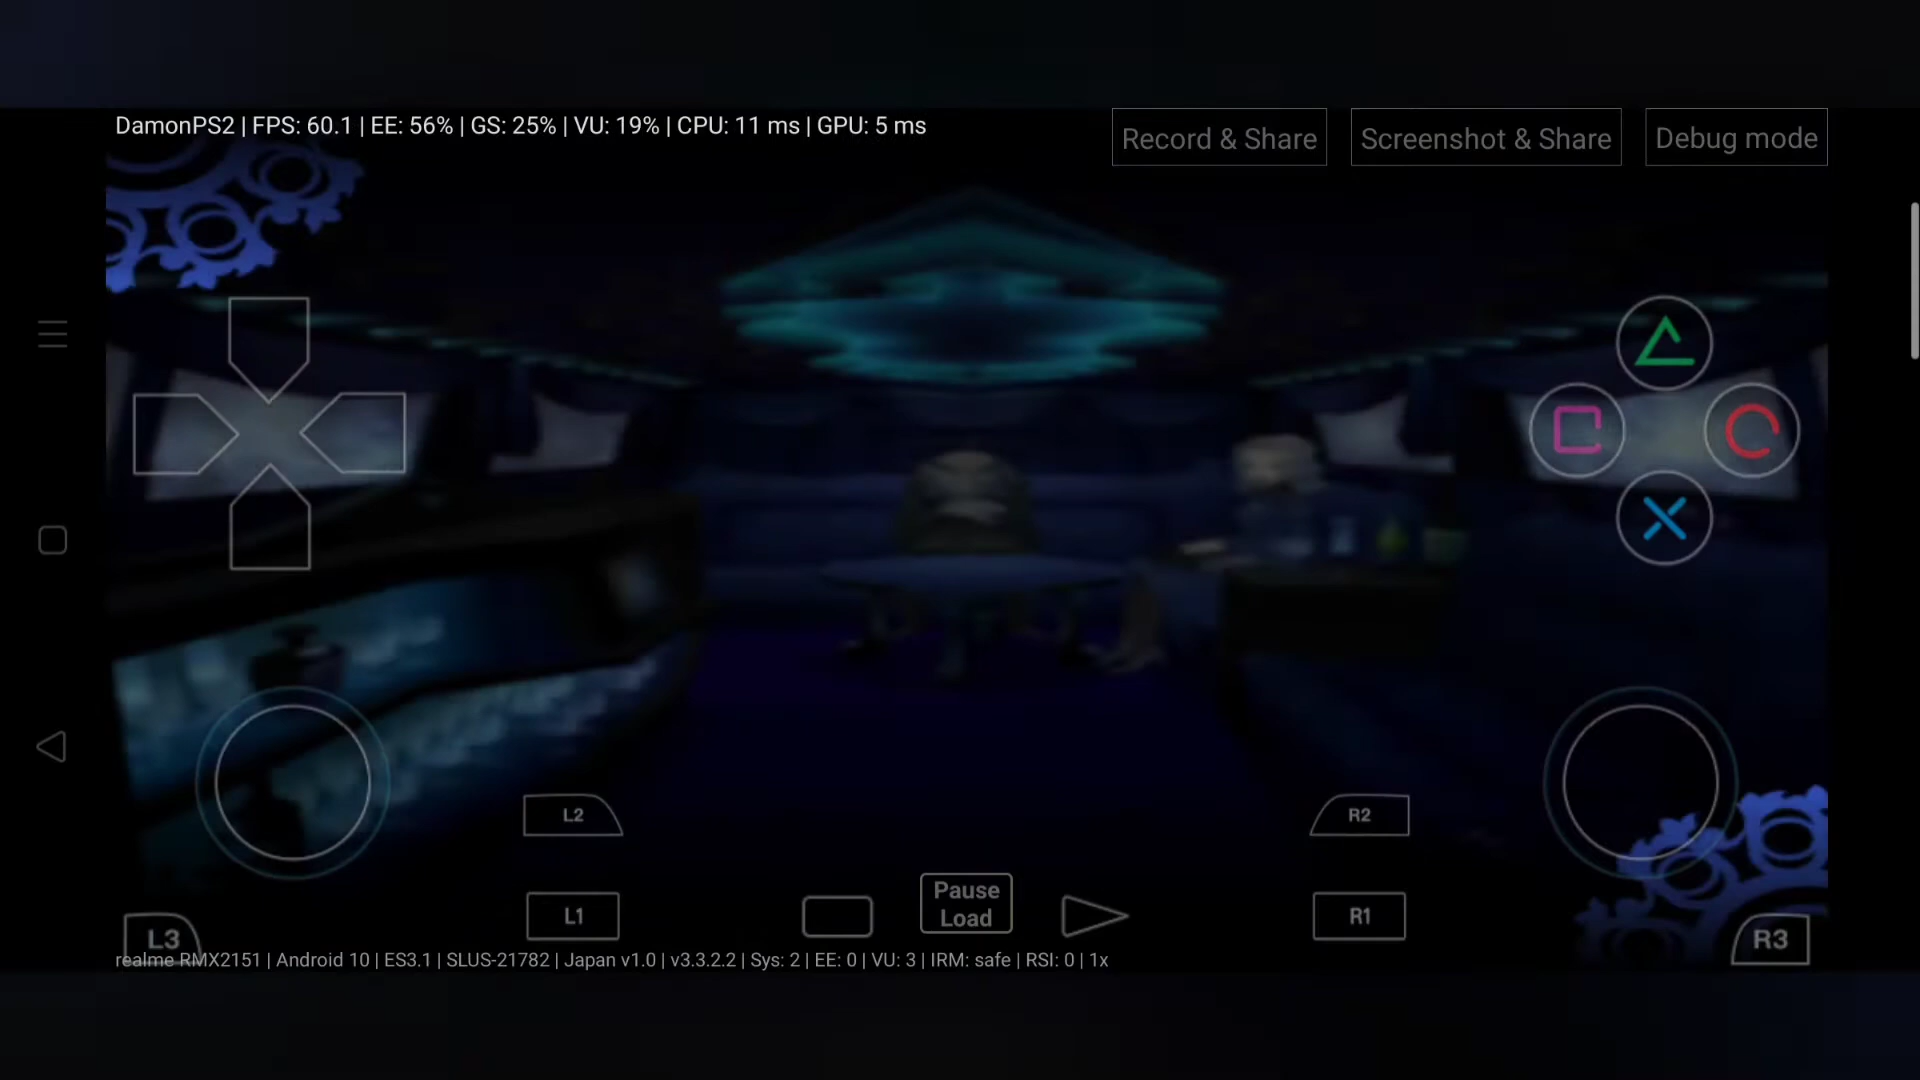 DamonPS2 | FPS: 60.1 | EE: 56% | GS: 25% | VU: 19% | CPU: 11 ms | GPU: 5 ms
Record & Share
Screenshot & Share
Debug mode
L2
R2
Pause
Load
L1
R1
L3
R3
realme RMX2151 | Android 10 | ES3.1 | SLUS-21782 | Japan v1.0 | v3.3.2.2 | Sys: 2 | EE: 0 | VU: 3 | IRM: safe | RSI: 0 | 1x